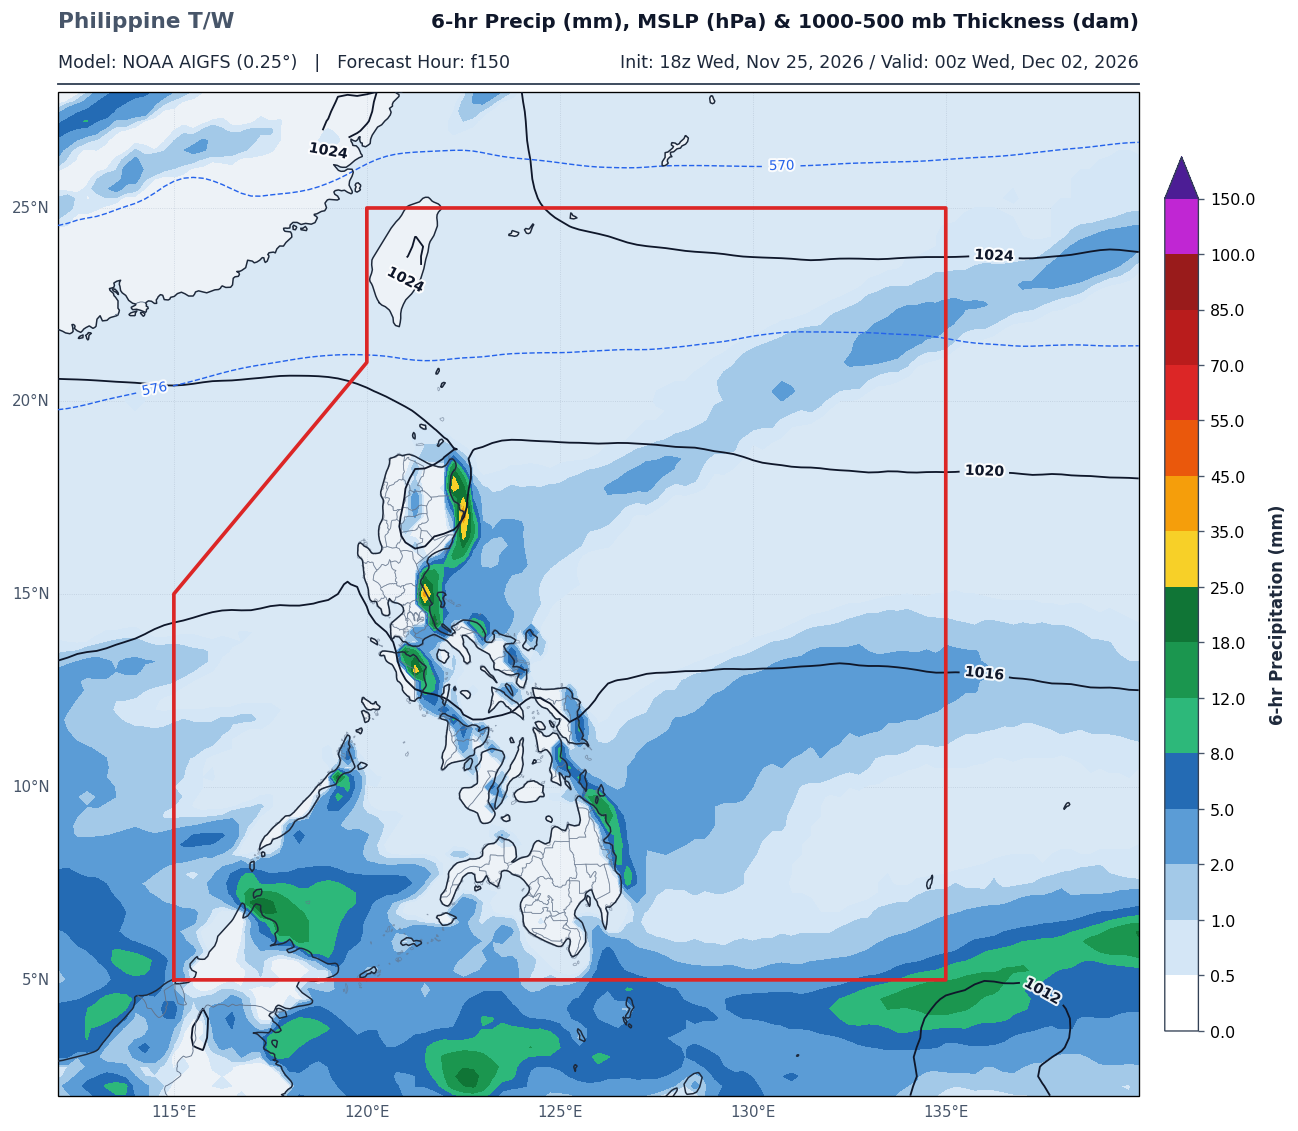 Philippine T/W
6-hr Precip (mm), MSLP (hPa) & 1000-500 mb Thickness (dam)
Model: NOAA AIGFS (0.25°) | Forecast Hour: f150
Init: 18z Wed, Nov 25, 2026 / Valid: 00z Wed, Dec 02, 2026
1024
570
25°N
1024
1024
576
20°N
1020
15°N
1016
10°N
5°N
1012
115°E
120°E
125°E
130°E
135°E
150.0
100.0
85.0
70.0
55.0
45.0
35.0
25.0
18.0
12.0
8.0
5.0
2.0
1.0
0.5
0.0
6-hr Precipitation (mm)